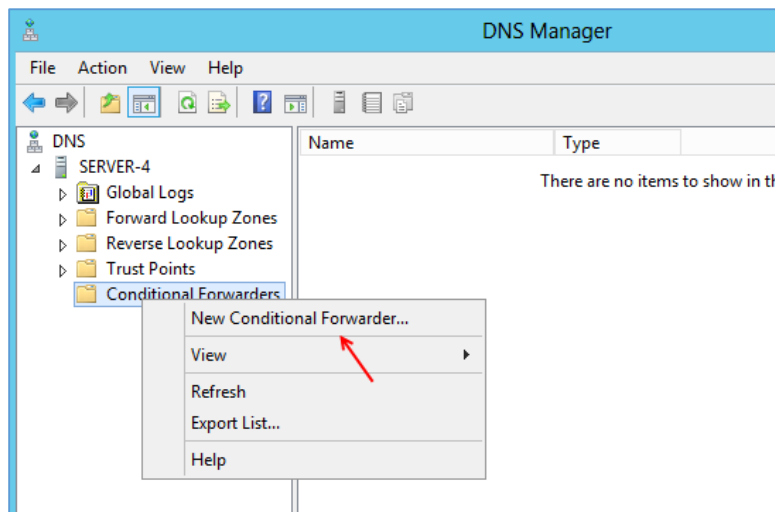 DNS Manager
File Action View Help
DNS
SERVER-4
Global Logs
Forward Lookup Zones
Reverse Lookup Zones
Trust Points
Conditional Forwarders
Name Type
There are no items to show in
New Conditional Forwarder...
View
Refresh
Export List...
Help